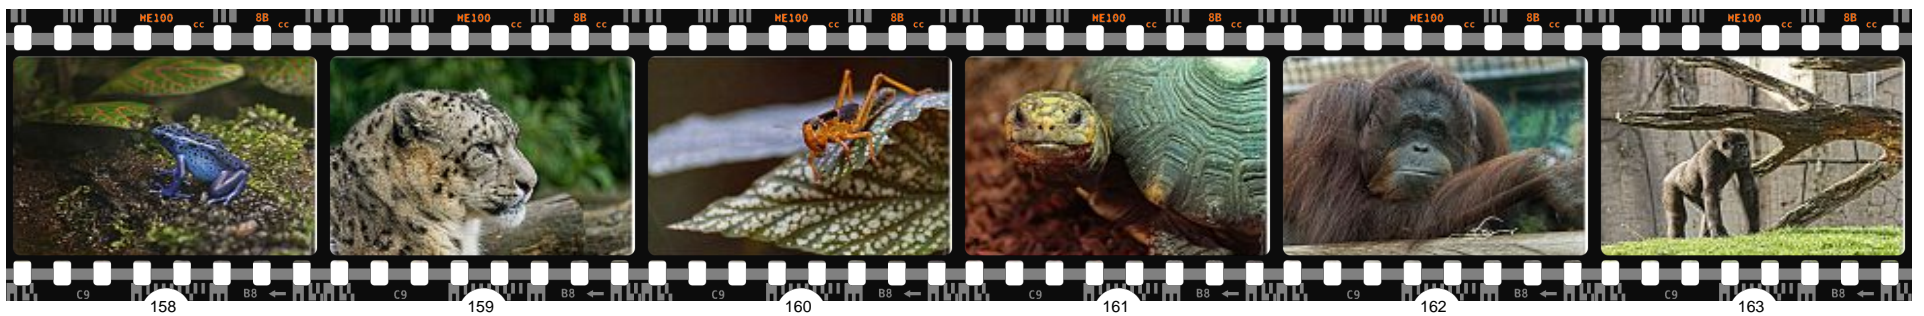 ME100 cc 8B cc ME100 cc 8B cc ME100 cc 8B cc ME100 cc 8B cc ME100 cc 8B cc ME100 cc 8B
C9 B8 ← C9 B8 ← C9 B8 ← C9 B8 ← C9 B8 ← C9 B8 ←
158 159 160 161 162 163